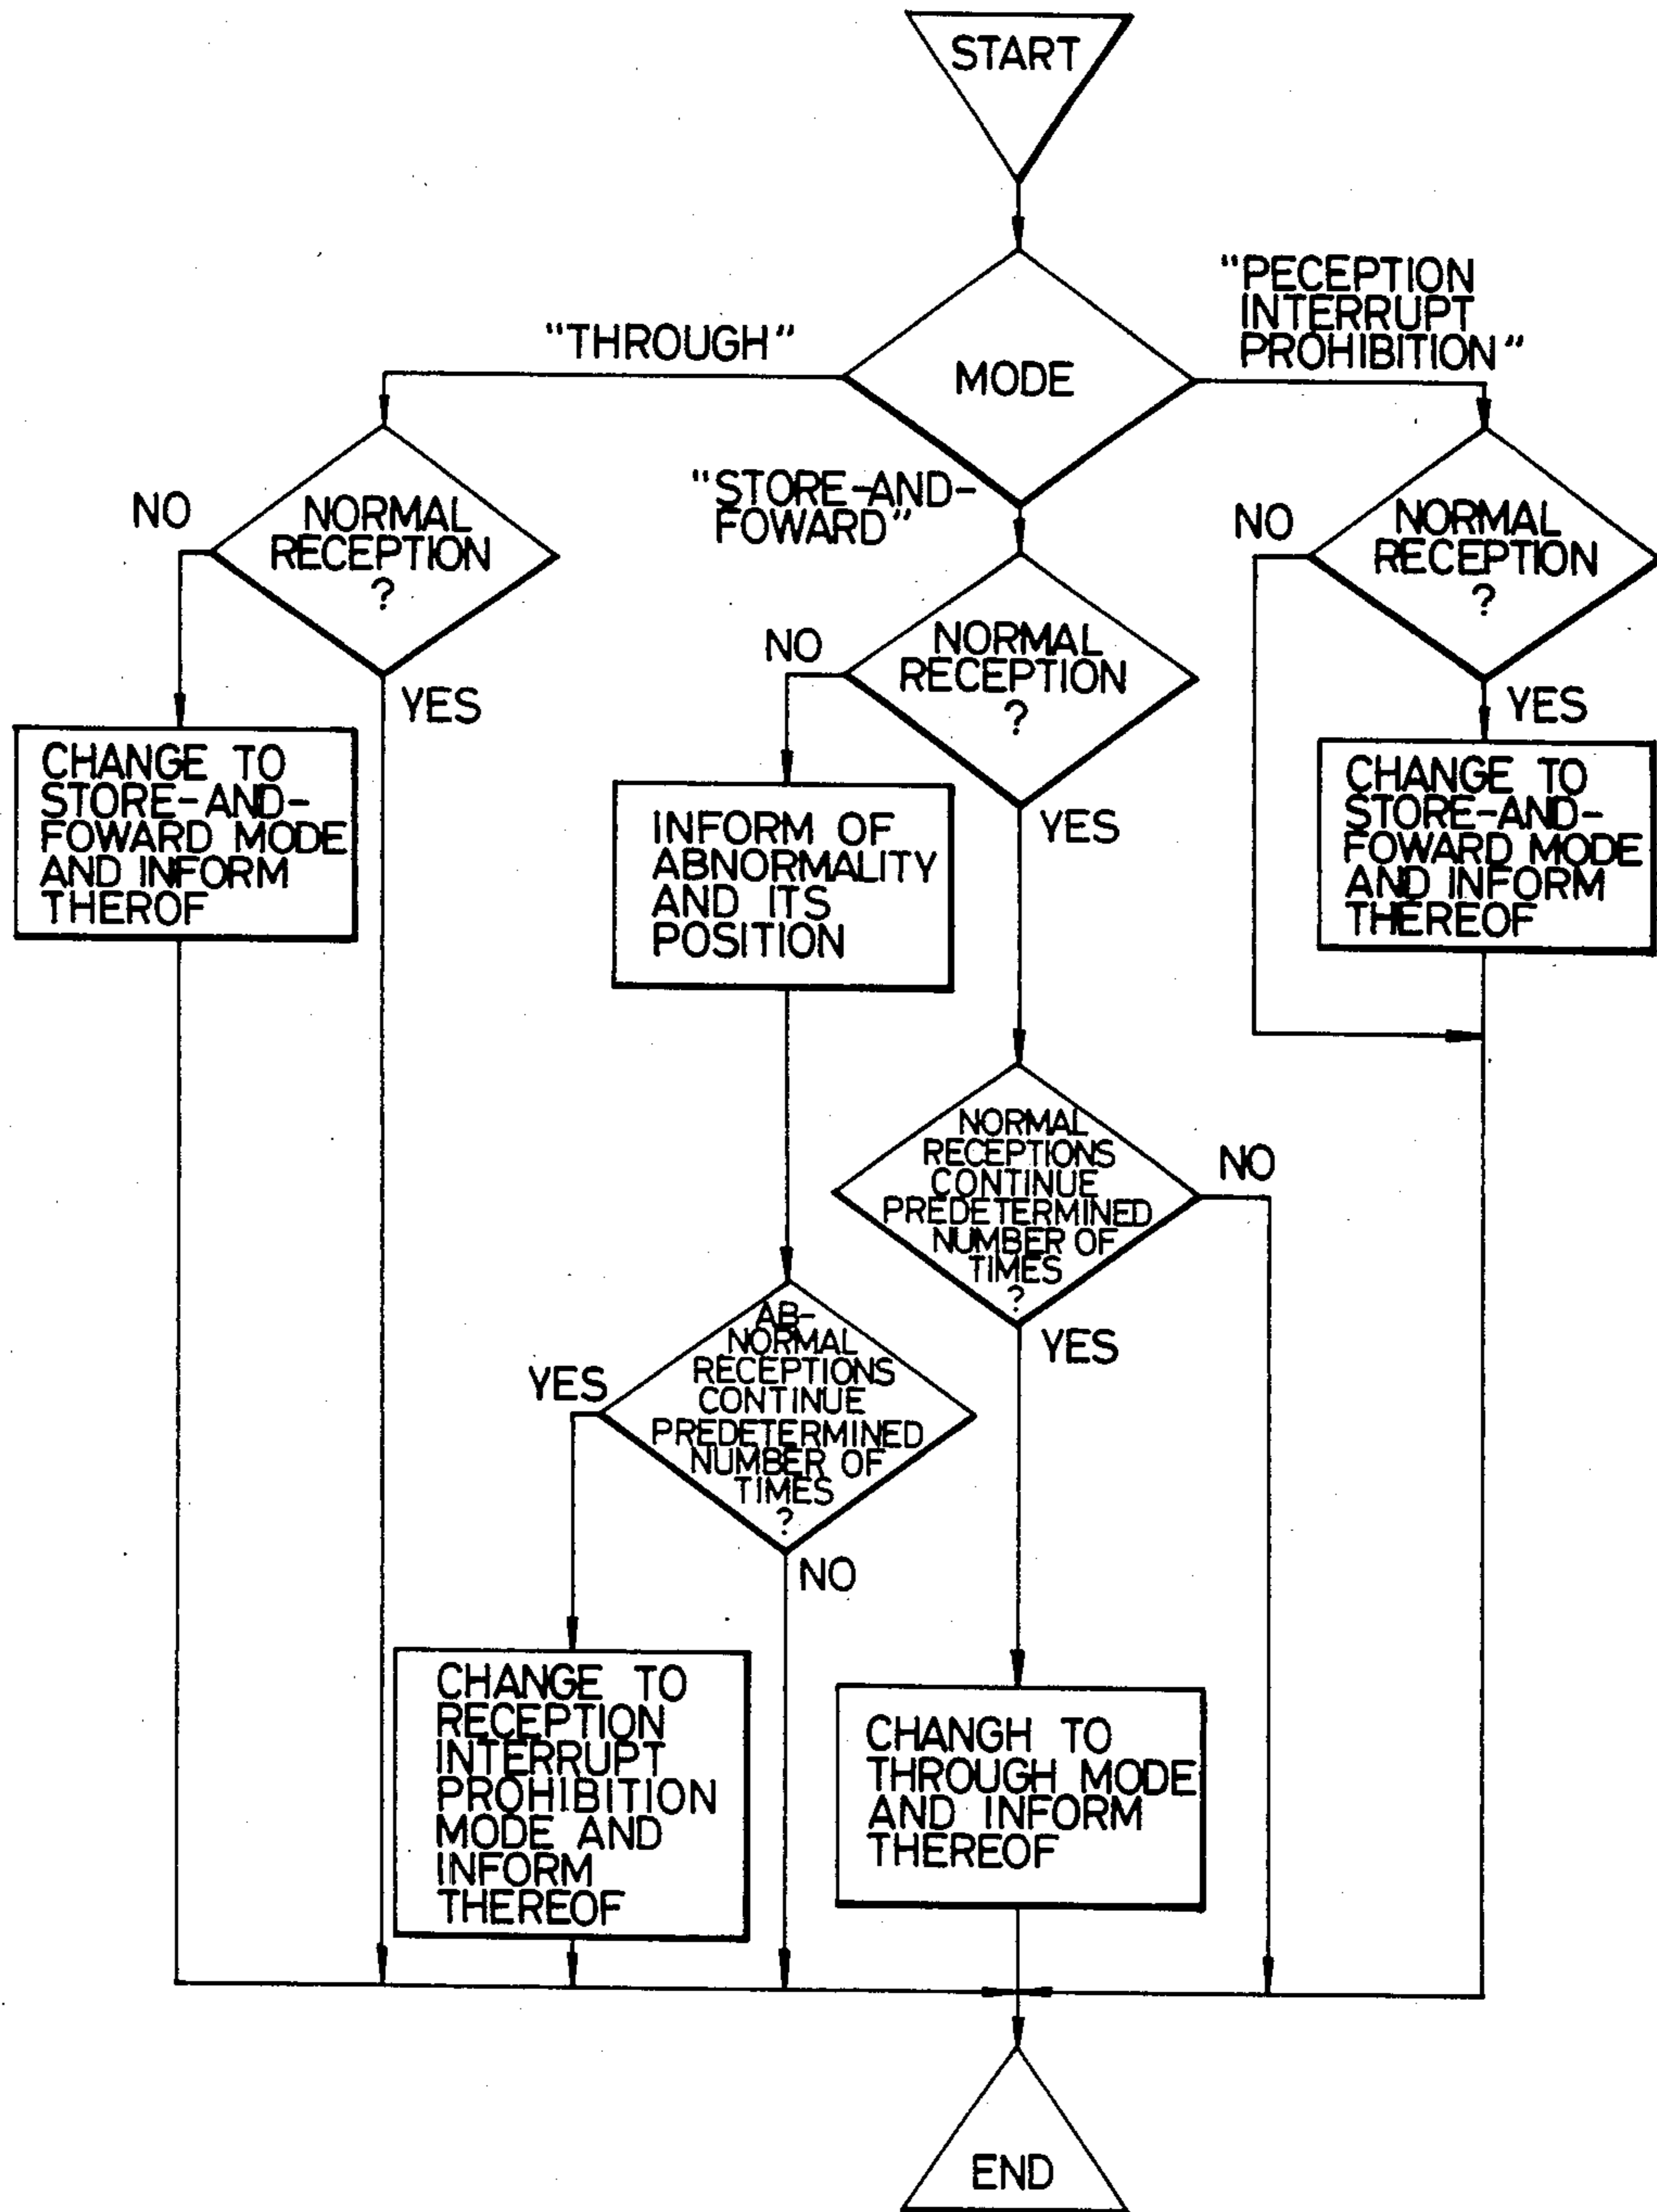 START
"PECEPTION
INTERRUPT
PROHIBITION"
"THROUGH"
MODE
"STORE-AND-
FOWARD"
NO
NORMAL
RECEPTION
?
YES
NO
NORMAL
RECEPTION
?
YES
NO
NORMAL
RECEPTION
?
YES
CHANGE TO
STORE-AND-
FOWARD MODE
AND INFORM
THEROF
INFORM OF
ABNORMALITY
AND ITS
POSITION
CHANGE TO
STORE-AND-
FOWARD MODE
AND INFORM
THEREOF
NORMAL
RECEPTIONS
CONTINUE
PREDETERMINED
NUMBER OF
TIMES
?
NO
YES
AB-
NORMAL
RECEPTIONS
CONTINUE
PREDETERMINED
NUMBER OF
TIMES
?
YES
NO
CHANGE TO
RECEPTION
INTERRUPT
PROHIBITION
MODE AND
INFORM
THEREOF
CHANGH TO
THROUGH MODE
AND INFORM
THEREOF
END